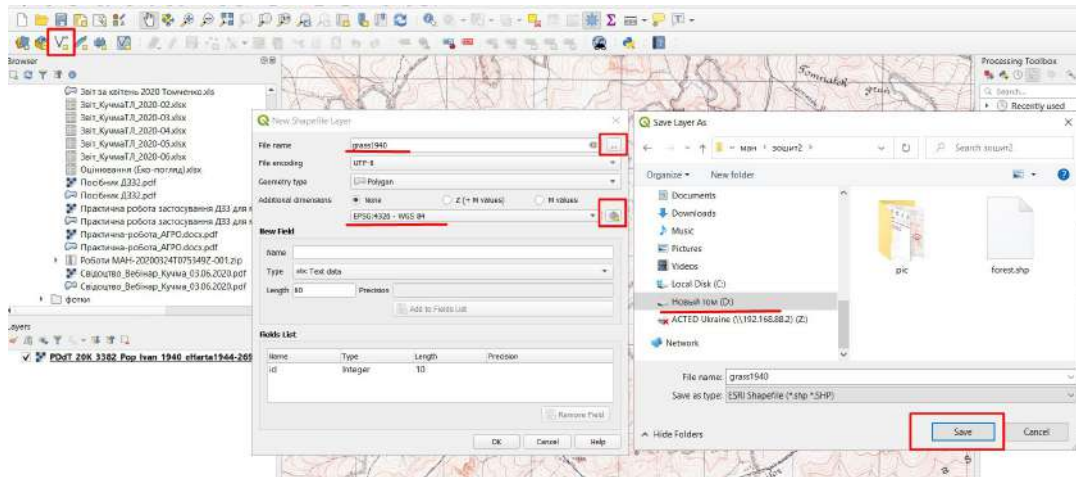 Browser
Звіт за квітень 2020 Томченко.xls
Звіт_КучмаТЛ_2020-02.xlsx
Звіт_КучмаТЛ_2020-03.xlsx
Звіт_КучмаТЛ_2020-04.xlsx
Звіт_КучмаТЛ_2020-05.xlsx
Звіт_КучмаТЛ_2020-06.xlsx
Оцінювання (Еко-погляд).xlsx
Посібник ДЗЗ2.pdf
Посібник ДЗЗ2.pdf
Практична робота застосування ДЗЗ для
Практична робота застосування ДЗЗ для
Практична-робота_АГРО.docx.pdf
Практична-робота_АГРО.docx.pdf
Роботи МАН-20200324T075349Z-001.zip
Свідоцтво_Вебінар_Кучма_03.06.2020.pdf
Свідоцтво_Вебінар_Кучма_03.06.2020.pdf
фотки
Layers
PDdT 20K 3382 Pop Ivan 1940 eHarta1944-269
New Shapefile Layer
File name
grass1940
File encoding
UTF-8
Geometry type
Polygon
Additional dimensions
None
Z (+ M values)
M values
EPSG:4326 - WGS 84
New Field
Name
Type
abc Text data
Length
80
Precision
Add to Fields List
Fields List
Name Type Length Precision
id Integer 10
Remove Field
OK Cancel Help
Processing Toolbox
Search...
Recently used
Save Layer As
ман зошит2
Search зошит2
Organize
New folder
Documents
Downloads
Music
Pictures
Videos
Local Disk (C:)
Новый том (D:)
ACTED Ukraine (\\192.168.88.2) (Z:)
Network
pic
forest.shp
File name: grass1940
Save as type: ESRI Shapefile (*.shp *.SHP)
Hide Folders
Save
Cancel